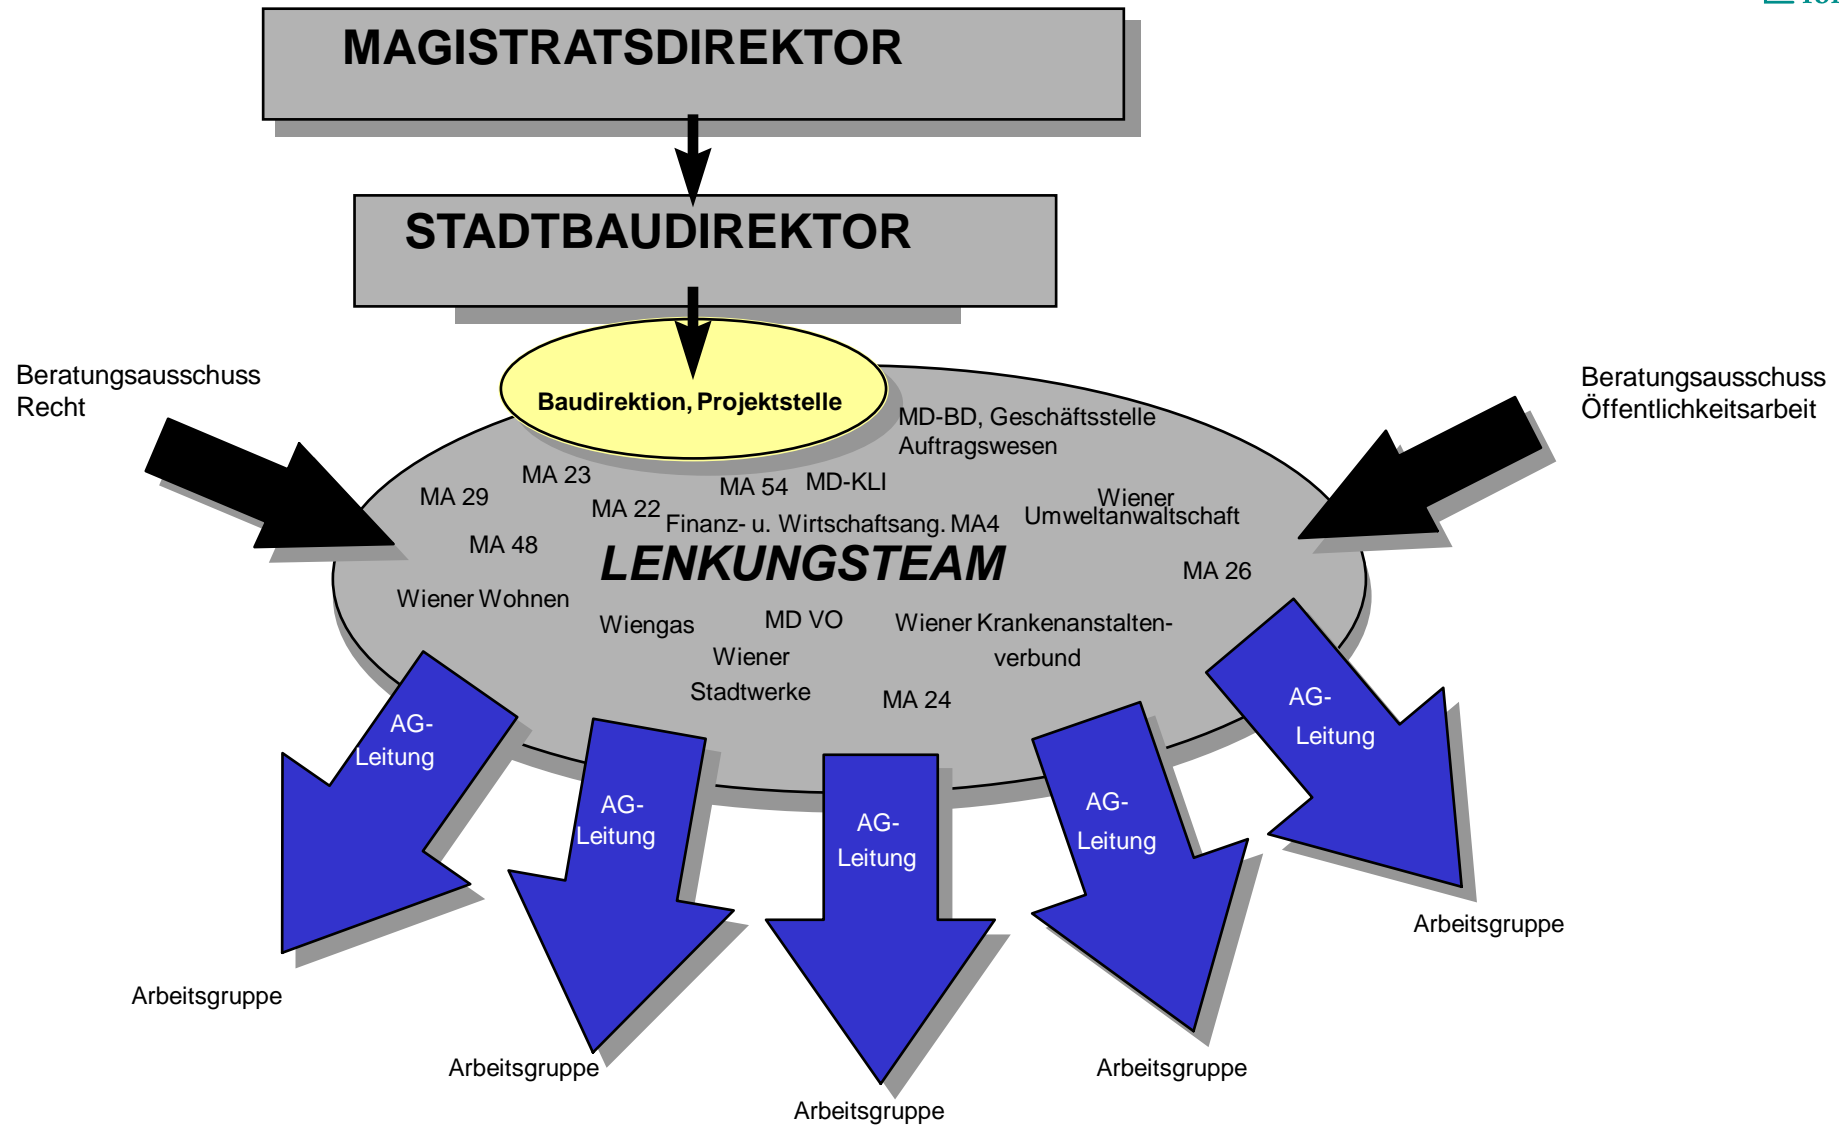 MAGISTRATSDIREKTOR
STADTBAUDIREKTOR
Beratungsausschuss
Recht
Beratungsausschuss
Öffentlichkeitsarbeit
Baudirektion, Projektstelle
MD-BD, Geschäftsstelle
Auftragswesen
MA 29
MA 23
MA 22
MA 54
MD-KLI
Finanz- u. Wirtschaftsang. MA4
Wiener
Umweltanwaltschaft
MA 48
LENKUNGSTEAM
MA 26
Wiener Wohnen
Wiengas
MD VO
Wiener Krankenanstalten-
verbund
Wiener
Stadtwerke
MA 24
AG-
Leitung
AG-
Leitung
AG-
Leitung
AG-
Leitung
AG-
Leitung
Arbeitsgruppe
Arbeitsgruppe
Arbeitsgruppe
Arbeitsgruppe
Arbeitsgruppe